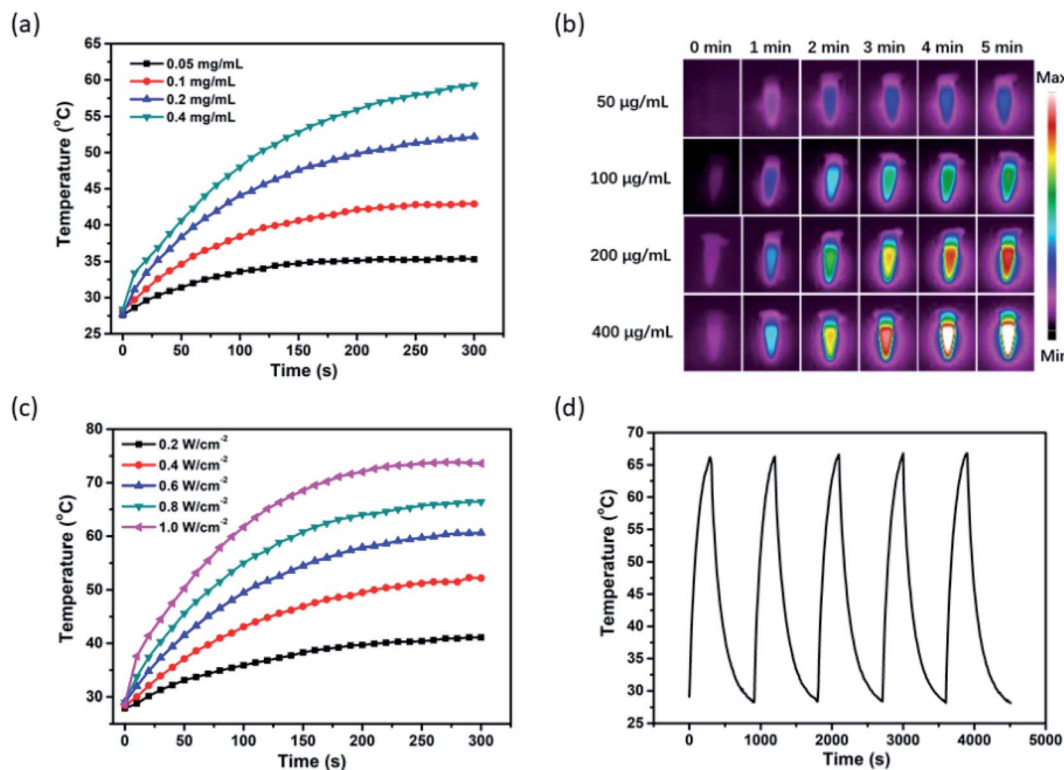 (a)
65
60
55
50
45
40
35
30
25
Temperature (°C)
0.05 mg/mL
0.1 mg/mL
0.2 mg/mL
0.4 mg/mL
0 50 100 150 200 250 300
Time (s)
(b)
0 min 1 min 2 min 3 min 4 min 5 min
50 μg/mL
100 μg/mL
200 μg/mL
400 μg/mL
Max
Min
(c)
80
70
60
50
40
30
Temperature (°C)
0.2 W/cm⁻²
0.4 W/cm⁻²
0.6 W/cm⁻²
0.8 W/cm⁻²
1.0 W/cm⁻²
0 50 100 150 200 250 300
Time (s)
(d)
70
65
60
55
50
45
40
35
30
25
Temperature (°C)
0 1000 2000 3000 4000 5000
Time (s)